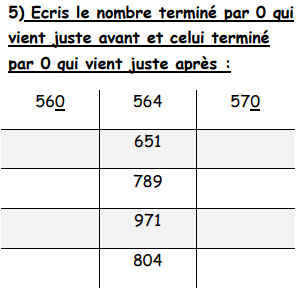 5) Ecris le nombre terminé par 0 qui
vient juste avant et celui terminé
par 0 qui vient juste après :
560 564 570
651
789
971
804